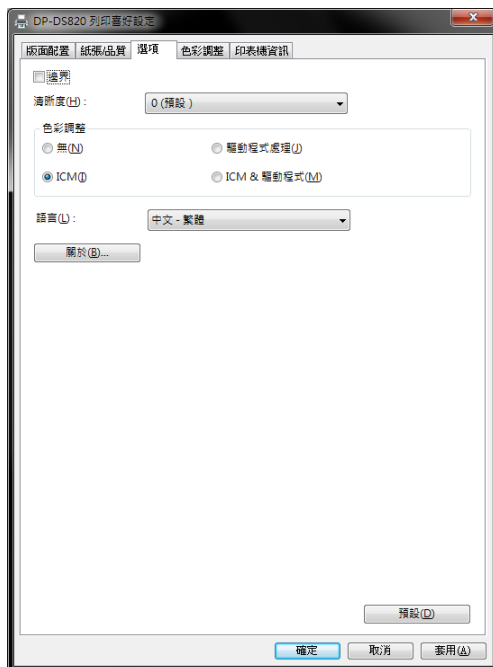 DP-DS820 列印喜好設定
版面配置 紙張/品質 選項 色彩調整 印表機資訊
邊界
清晰度(H)： 0 (預設 )
色彩調整
無(N) 驅動程式處理(J)
ICM(I) ICM & 驅動程式(M)
語言(L)： 中文 - 繁體
關於(B)...
預設(D)
確定 取消 套用(A)